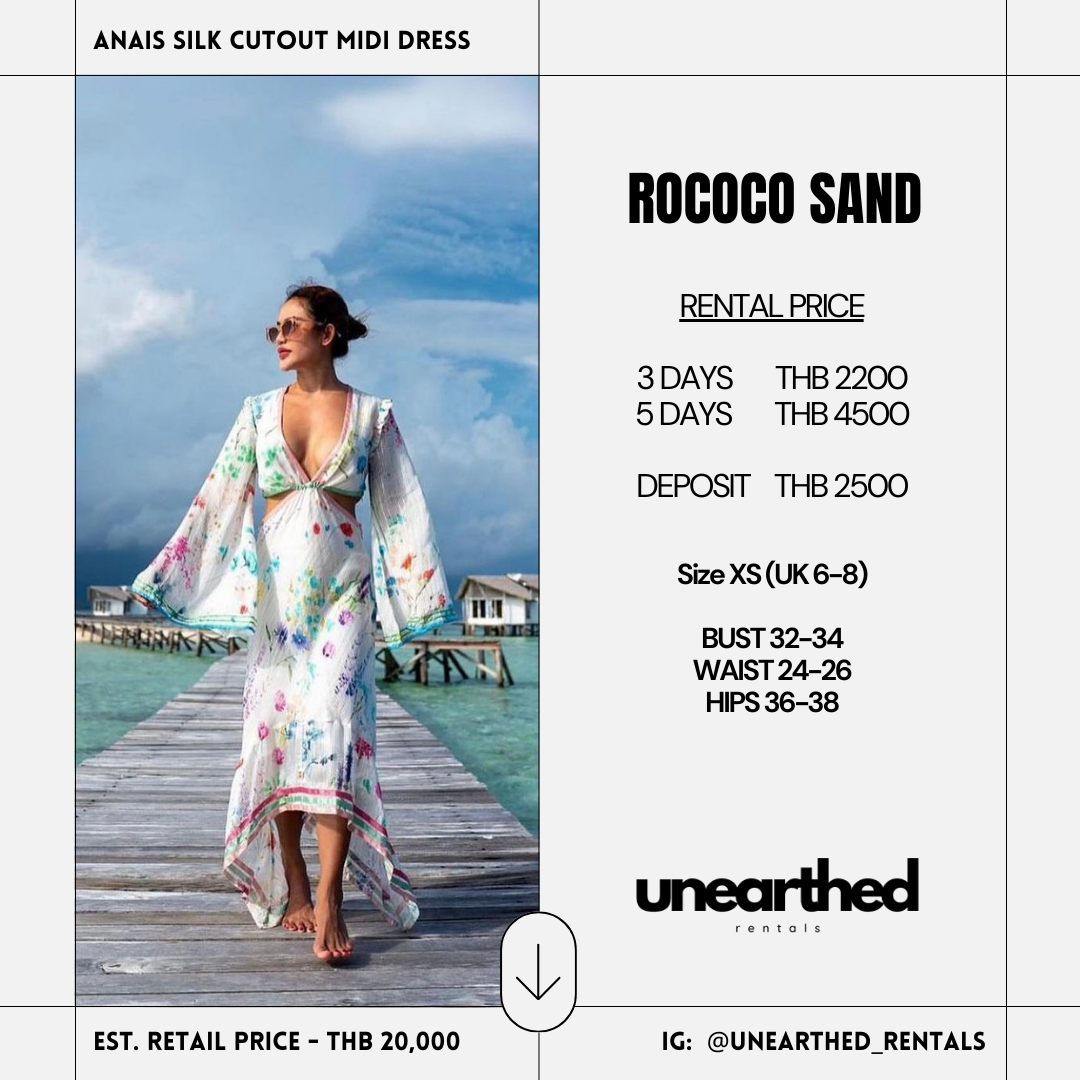 ANAIS SILK CUTOUT MIDI DRESS
ROCOCO SAND
RENTAL PRICE
3 DAYS THB 2200
5 DAYS THB 4500
DEPOSIT THB 2500
Size XS (UK 6-8)
BUST 32-34
WAIST 24-26
HIPS 36-38
unearthed
rentals
EST. RETAIL PRICE - THB 20,000
IG: @UNEARTHED_RENTALS